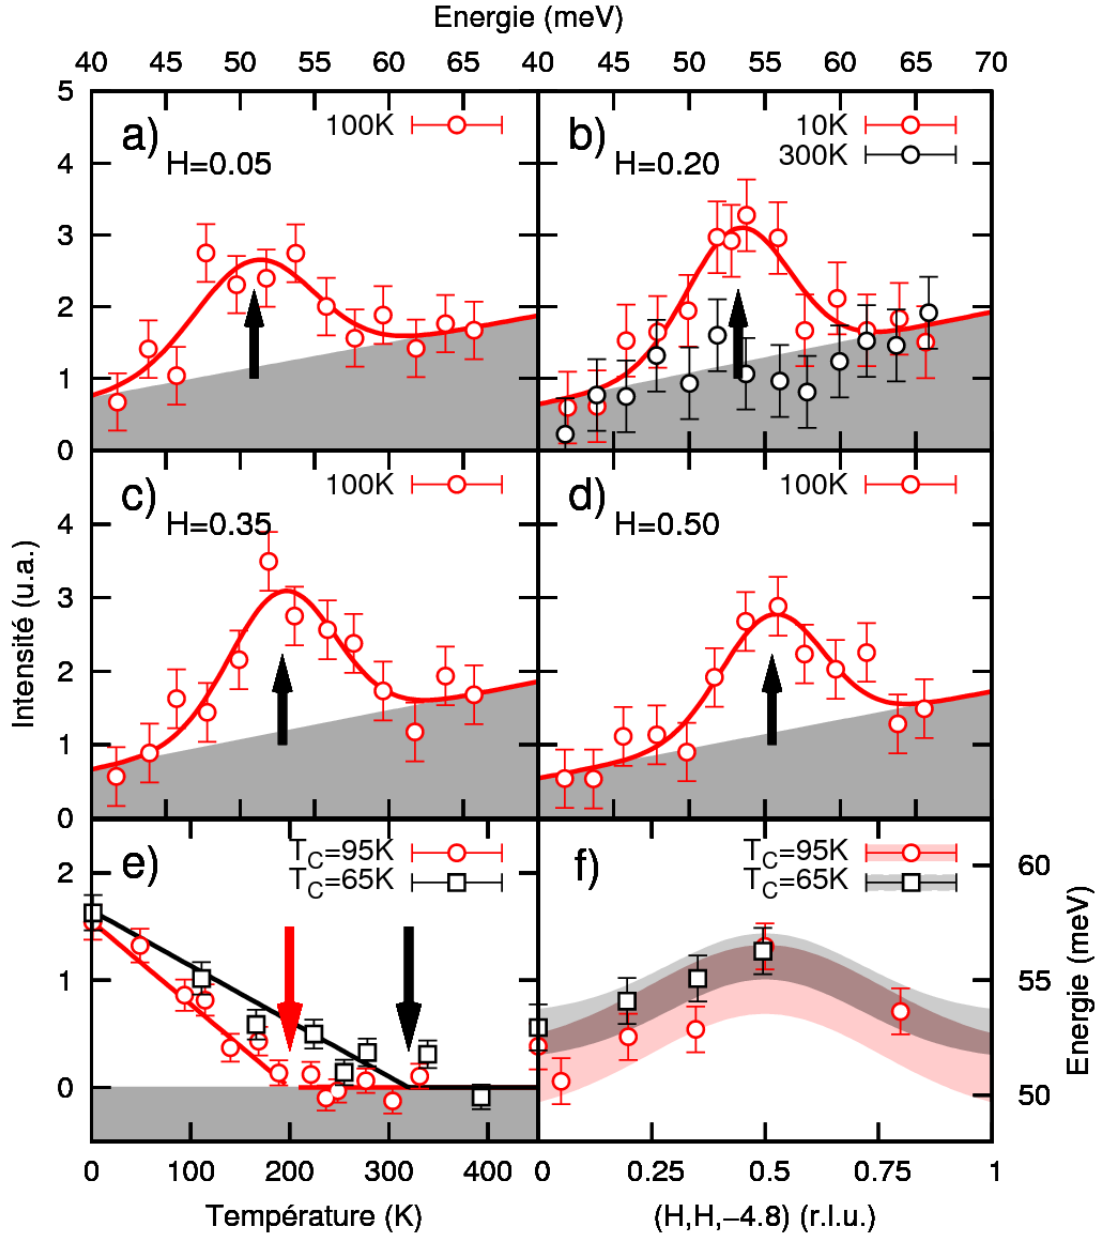 Energie (meV)
40 45 50 55 60 65 40 45 50 55 60 65 70
5
4
3
2
1
0
a)
100K
H=0.05
b)
10K
300K
H=0.20
4
3
2
1
0
c)
100K
H=0.35
d)
100K
H=0.50
Intensité (u.a.)
2
1
0
e)
T_C=95K
T_C=65K
f)
T_C=95K
T_C=65K
60
55
50
Energie (meV)
0 100 200 300 400
0 0.25 0.5 0.75 1
Température (K)
(H,H,−4.8) (r.l.u.)